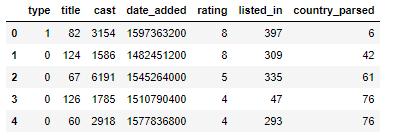 type title cast date_added rating listed_in country_parsed
0 1 82 3154 1597363200 8 397 6
1 0 124 1586 1482451200 8 309 42
2 0 67 6191 1545264000 5 335 61
3 0 126 1785 1510790400 4 47 76
4 0 60 2918 1577836800 4 293 76